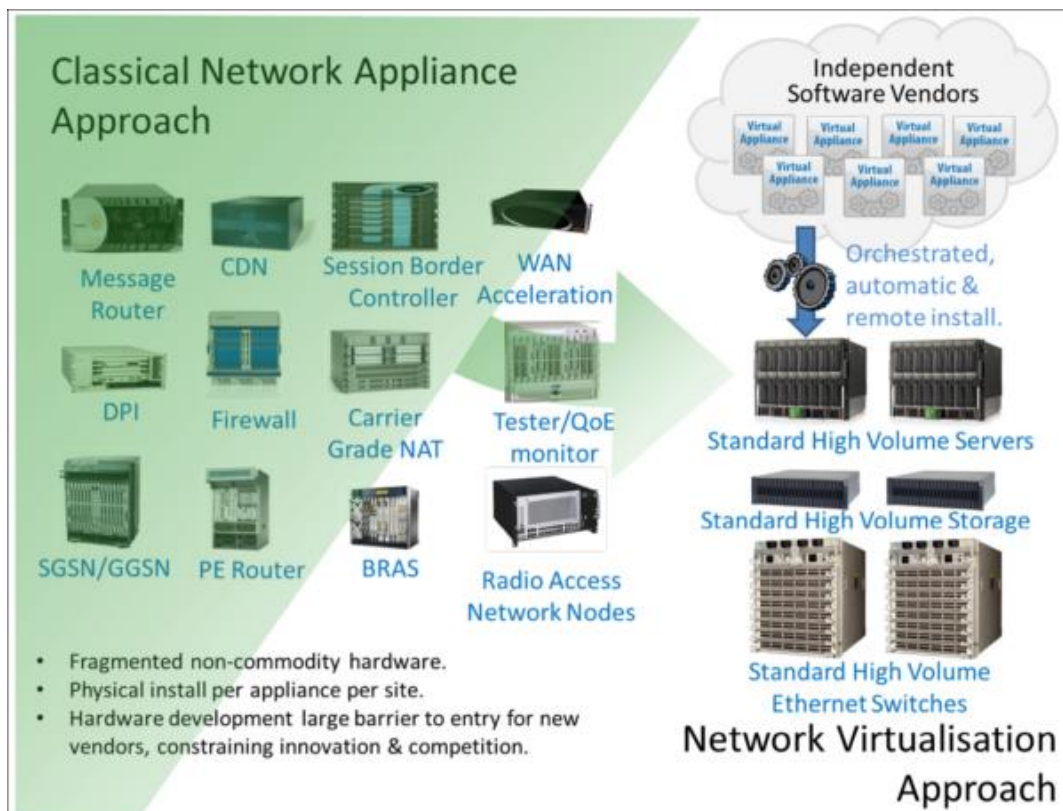 Classical Network Appliance
Approach
Message
Router
CDN
Session Border
Controller
WAN
Acceleration
DPI
Firewall
Carrier
Grade NAT
Tester/QoE
monitor
SGSN/GGSN
PE Router
BRAS
Radio Access
Network Nodes
• Fragmented non-commodity hardware.
• Physical install per appliance per site.
• Hardware development large barrier to entry for new
vendors, constraining innovation & competition.
Independent
Software Vendors
Virtual
Appliance
Virtual
Appliance
Virtual
Appliance
Virtual
Appliance
Virtual
Appliance
Virtual
Appliance
Virtual
Appliance
Orchestrated,
automatic &
remote install.
Standard High Volume Servers
Standard High Volume Storage
Standard High Volume
Ethernet Switches
Network Virtualisation
Approach